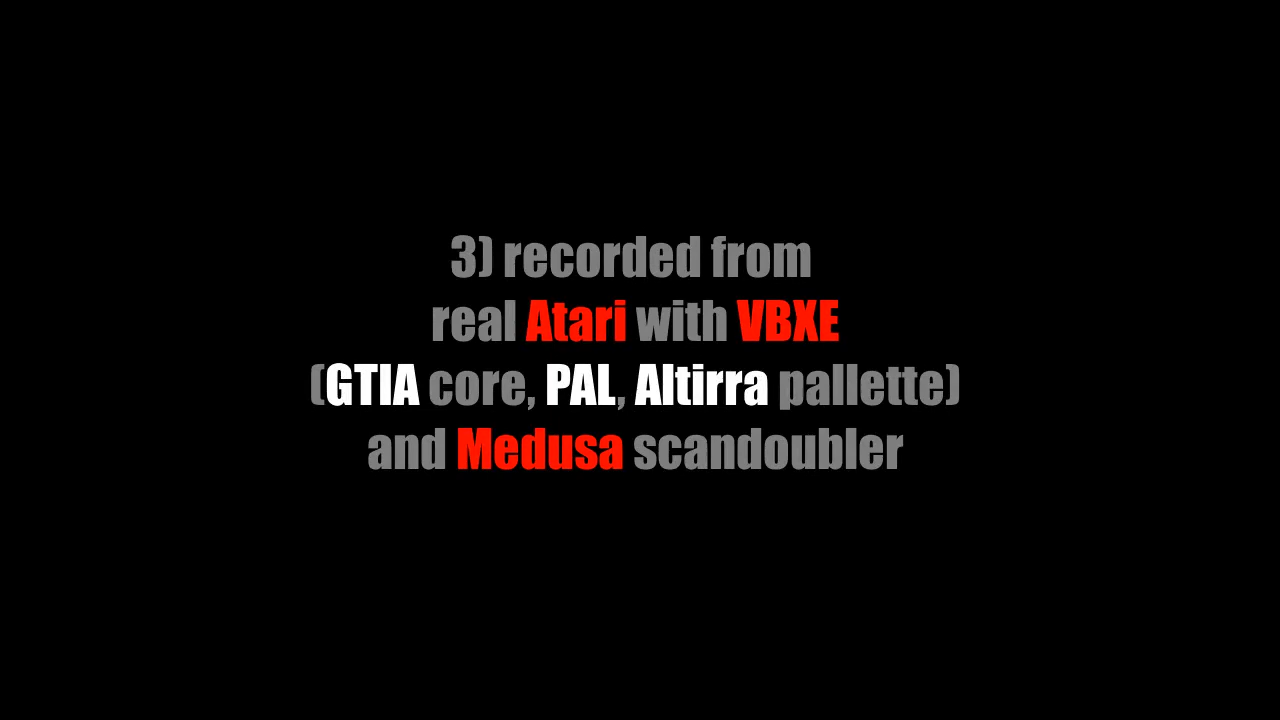 3) recorded from
real Atari with VBXE
(GTIA core, PAL, Altirra pallette)
and Medusa scandoubler